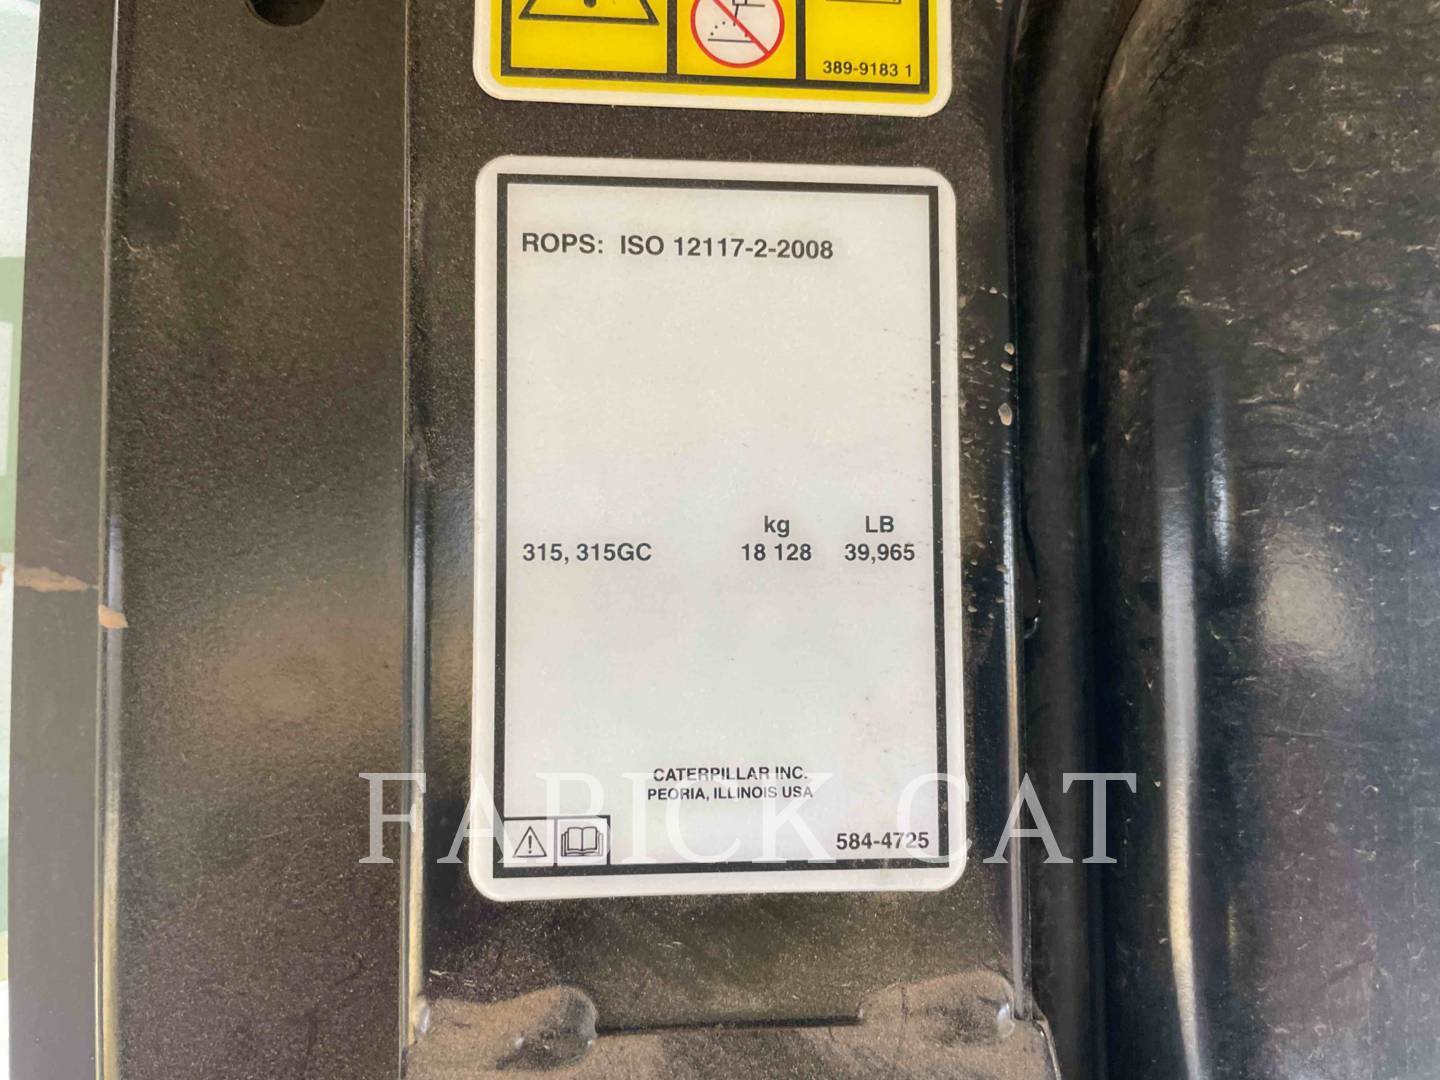 389-9183 1
ROPS: ISO 12117-2-2008
kg LB
315, 315GC 18 128 39,965
CATERPILLAR INC.
PEORIA, ILLINOIS USA
FABICK CAT
584-4725